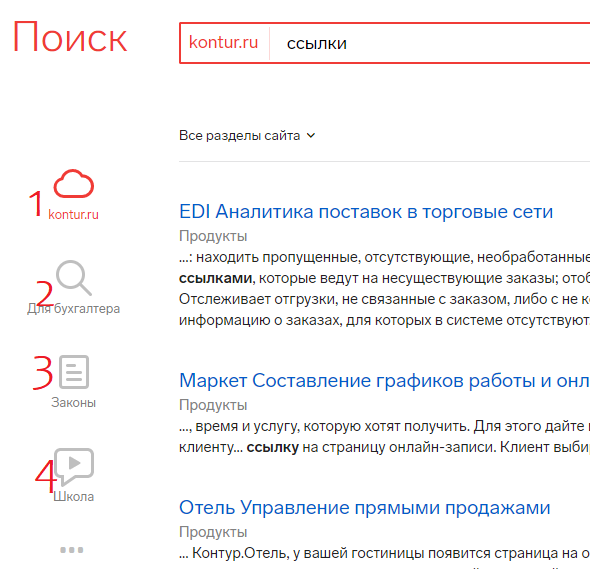 Поиск
kontur.ru ссылки
Все разделы сайта
1
kontur.ru
2
Для бухгалтера
3
Законы
4
Школа
EDI Аналитика поставок в торговые сети
Продукты
...: находить пропущенные, отсутствующие, необработанные
ссылками, которые ведут на несуществующие заказы;
Отслеживает отгрузки, не связанные с заказом, либо с не
информацию о заказах, для которых в системе отсутствуют
Маркет Составление графиков работы и онл
Продукты
..., время и услугу, которую хотят получить. Для этого дайте
клиенту... ссылку на страницу онлайн-записи. Клиент выби
Отель Управление прямыми продажами
Продукты
... Контур.Отель, у вашей гостиницы появится страница на о